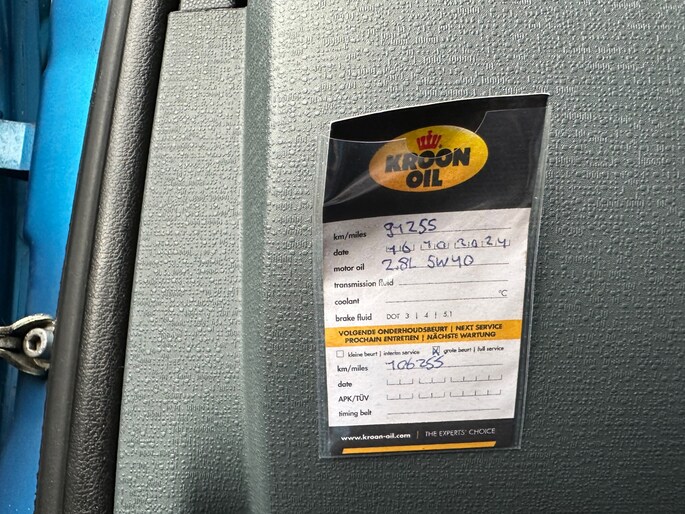 KROON
OIL
km/miles 91255
date 16 10 2024
motor oil 2.8L 5W40
transmission fluid
coolant °C
brake fluid DOT 3 | 4 | 5.1
VOLGENDE ONDERHOUDSBEURT | NEXT SERVICE
PROCHAIN ENTRETIEN | NÄCHSTE WARTUNG
kleine beurt | interim service grote beurt | full service
km/miles 106255
date
APK/TÜV
timing belt
www.kroon-oil.com | THE EXPERTS' CHOICE